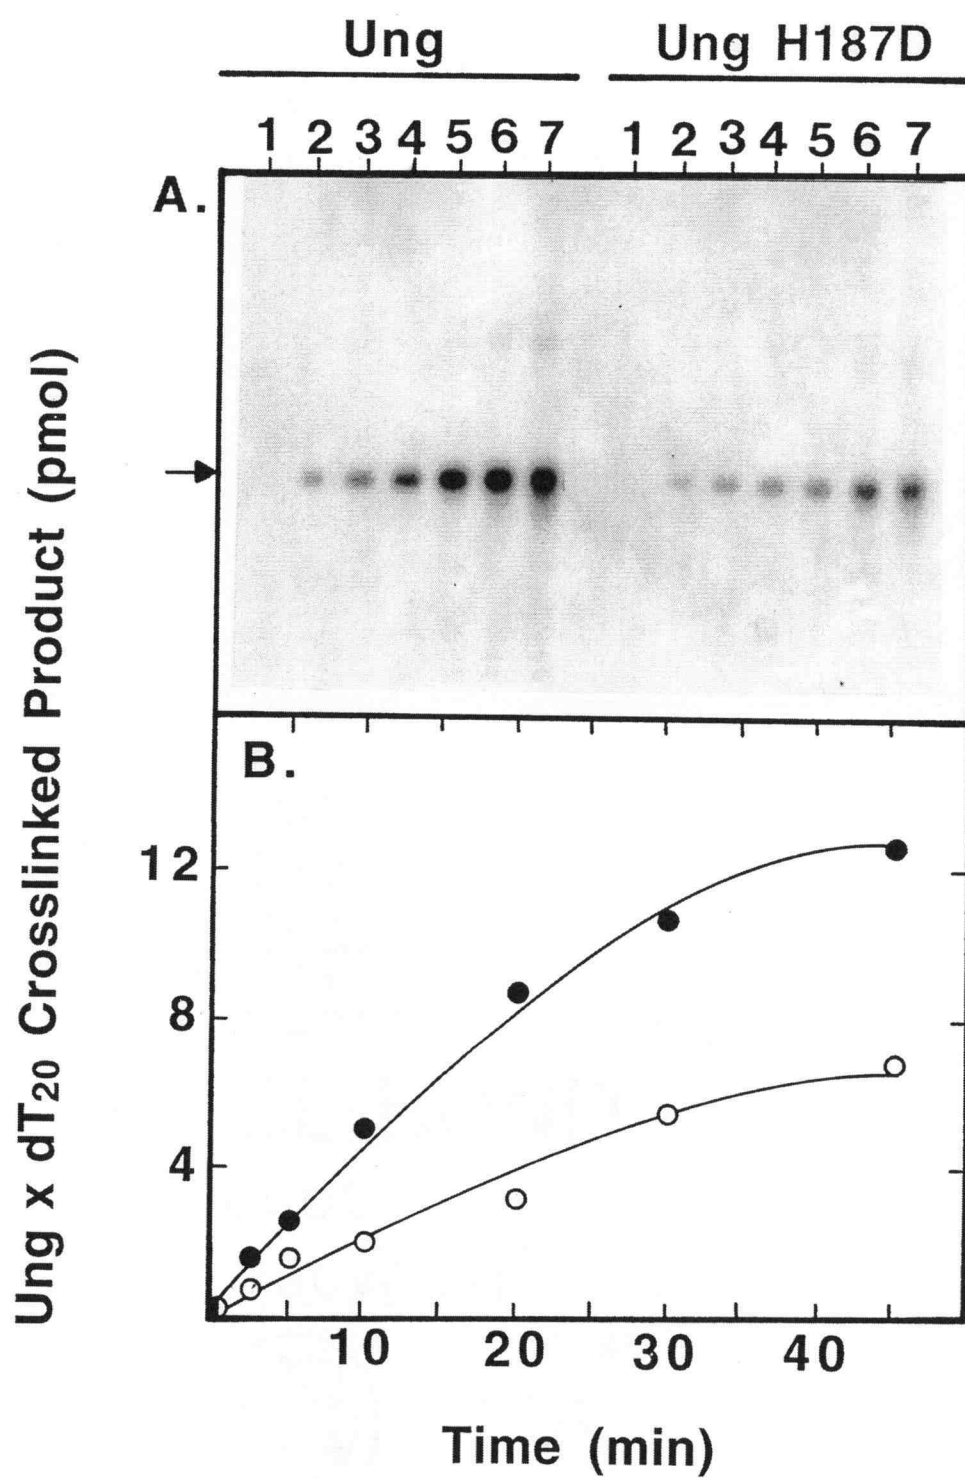 Ung Ung H187D
1 2 3 4 5 6 7 1 2 3 4 5 6 7
A.
B.
12
8
4
10 20 30 40
Time (min)
Ung x dT20 Crosslinked Product (pmol)